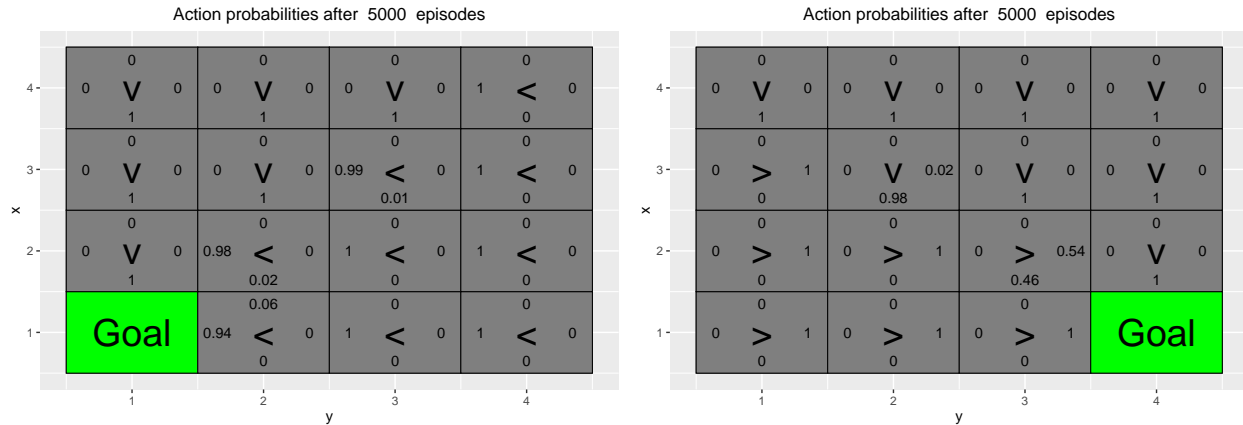 Action probabilities after 5000 episodes
0 0 0 0
4 0 V 0 0 V 0 0 V 0 1 < 0
1 1 1 0
0 0 0 0
3 0 V 0 0 V 0 0.99 < 0 1 < 0
1 1 0.01 0
0 0 0 0
2 0 V 0 0.98 < 0 1 < 0 1 < 0
1 0.02 0 0
0.06 0 0
1 Goal 0.94 < 0 1 < 0 1 < 0
0 0 0
1 2 3 4
x
y
Action probabilities after 5000 episodes
0 0 0 0
4 0 V 0 0 V 0 0 V 0 0 V 0
1 1 1 1
0 0 0 0
3 0 > 1 0 V 0.02 0 V 0 0 V 0
0 0.98 1 1
0 0 0 0
2 0 > 1 0 > 1 0 > 0.54 0 V 0
0 0 0.46 1
0 0 0
1 0 > 1 0 > 1 0 > 1 Goal
0 0 0
1 2 3 4
x
y